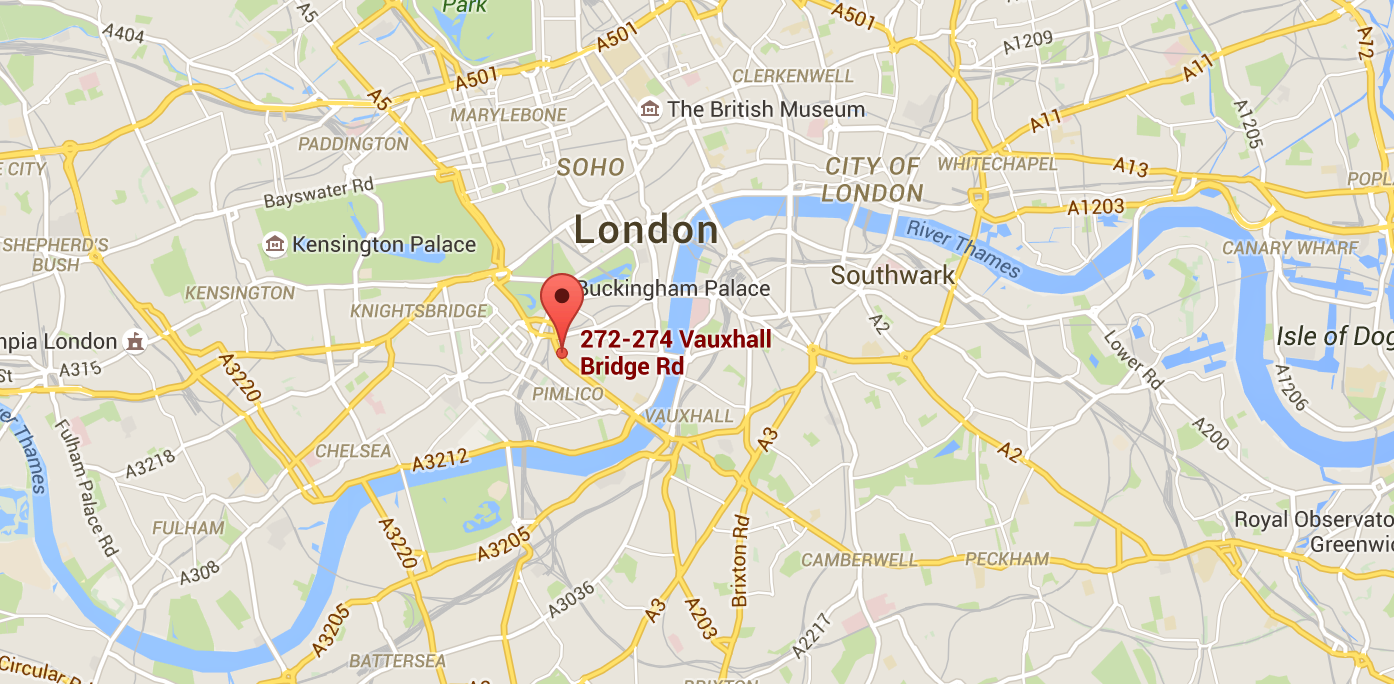 Park
A5
A404
A501
A501
A501
A1209
A12
A11
CLERKENWELL
A5
MARYLEBONE
The British Museum
A11
A1205
PADDINGTON
SOHO
CITY OF
LONDON
WHITECHAPEL
A13
CITY
Bayswater Rd
A1203
London
River Thames
SHEPHERD'S
BUSH
Kensington Palace
CANARY WHARF
Southwark
KENSINGTON
Buckingham Palace
KNIGHTSBRIDGE
A2
272-274 Vauxhall
Bridge Rd
Isle of Dog
London
A315
St
A3220
Lower Rd
A1206
PIMLICO
VAUXHALL
Thames
Fulham Palace Rd
A3218
CHELSEA
A3212
A3
A2
A200
FULHAM
A3220
A3205
Brixton Rd
Royal Observato
Greenwic
A308
CAMBERWELL
PECKHAM
A3036
A3205
A3
A203
A2217
Circular R
BATTERSEA
BRIXTON